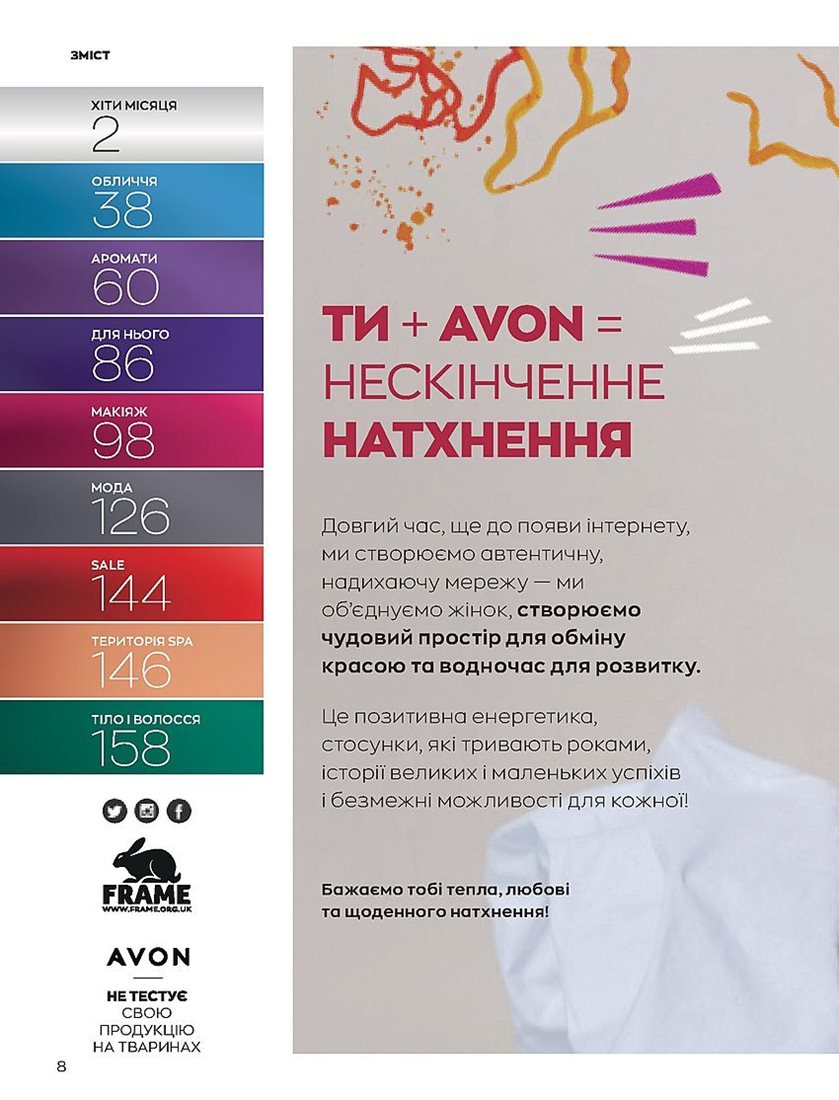 ЗМІСТ
ХІТИ МІСЯЦЯ
2
ОБЛИЧЧЯ
38
АРОМАТИ
60
ДЛЯ НЬОГО
86
МАКІЯЖ
98
МОДА
126
SALE
144
ТЕРИТОРІЯ SPA
146
ТІЛО І ВОЛОССЯ
158
FRAME
WWW.FRAME.ORG.UK
AVON
НЕ ТЕСТУЄ
СВОЮ
ПРОДУКЦІЮ
НА ТВАРИНАХ
8
ТИ + AVON =
НЕСКІНЧЕННЕ
НАТХНЕННЯ
Довгий час, ще до появи інтернету,
ми створюємо автентичну,
надихаючу мережу — ми
об’єднуємо жінок, створюємо
чудовий простір для обміну
красою та водночас для розвитку.
Це позитивна енергетика,
стосунки, які тривають роками,
історії великих і маленьких успіхів
і безмежні можливості для кожної!
Бажаємо тобі тепла, любові
та щоденного натхнення!